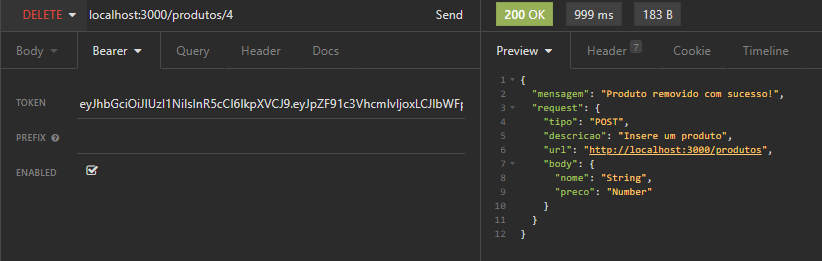 DELETE localhost:3000/produtos/4 Send
Body Bearer Query Header Docs
TOKEN
PREFIX
ENABLED
200 OK 999 ms 183 B
Preview Header 7 Cookie Timeline
1 {
2 "mensagem": "Produto removido com sucesso!",
3 "request": {
4 "tipo": "POST",
5 "descricao": "Insere um produto",
6 "url": "http://localhost:3000/produtos",
7 "body": {
8 "nome": "String",
9 "preco": "Number"
10 }
11 }
12 }